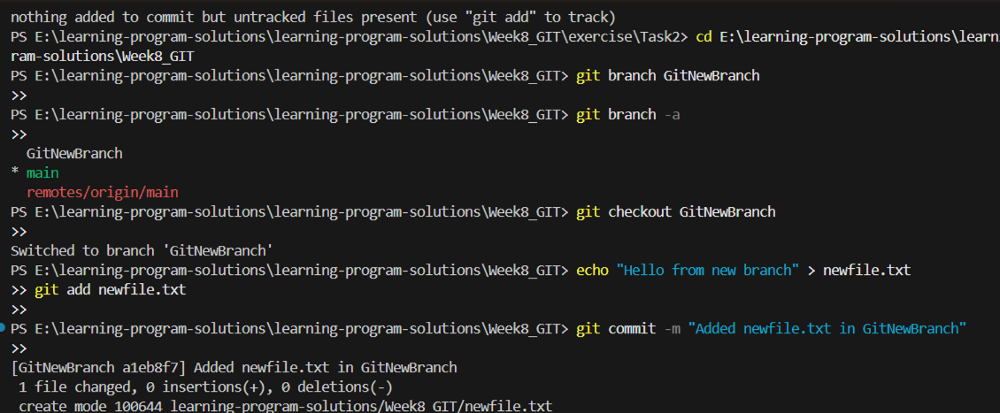 nothing added to commit but untracked files present (use "git add" to track)
PS E:\learning-program-solutions\learning-program-solutions\Week8_GIT\exercise\Task2> cd E:\learning-program-solutions\learni
ram-solutions\Week8_GIT
PS E:\learning-program-solutions\learning-program-solutions\Week8_GIT> git branch GitNewBranch
>>
PS E:\learning-program-solutions\learning-program-solutions\Week8_GIT> git branch -a
>>
  GitNewBranch
* main
  remotes/origin/main
PS E:\learning-program-solutions\learning-program-solutions\Week8_GIT> git checkout GitNewBranch
>>
Switched to branch 'GitNewBranch'
PS E:\learning-program-solutions\learning-program-solutions\Week8_GIT> echo "Hello from new branch" > newfile.txt
>> git add newfile.txt
>>
PS E:\learning-program-solutions\learning-program-solutions\Week8_GIT> git commit -m "Added newfile.txt in GitNewBranch"
>>
[GitNewBranch a1eb8f7] Added newfile.txt in GitNewBranch
 1 file changed, 0 insertions(+), 0 deletions(-)
 create mode 100644 learning-program-solutions/Week8_GIT/newfile.txt